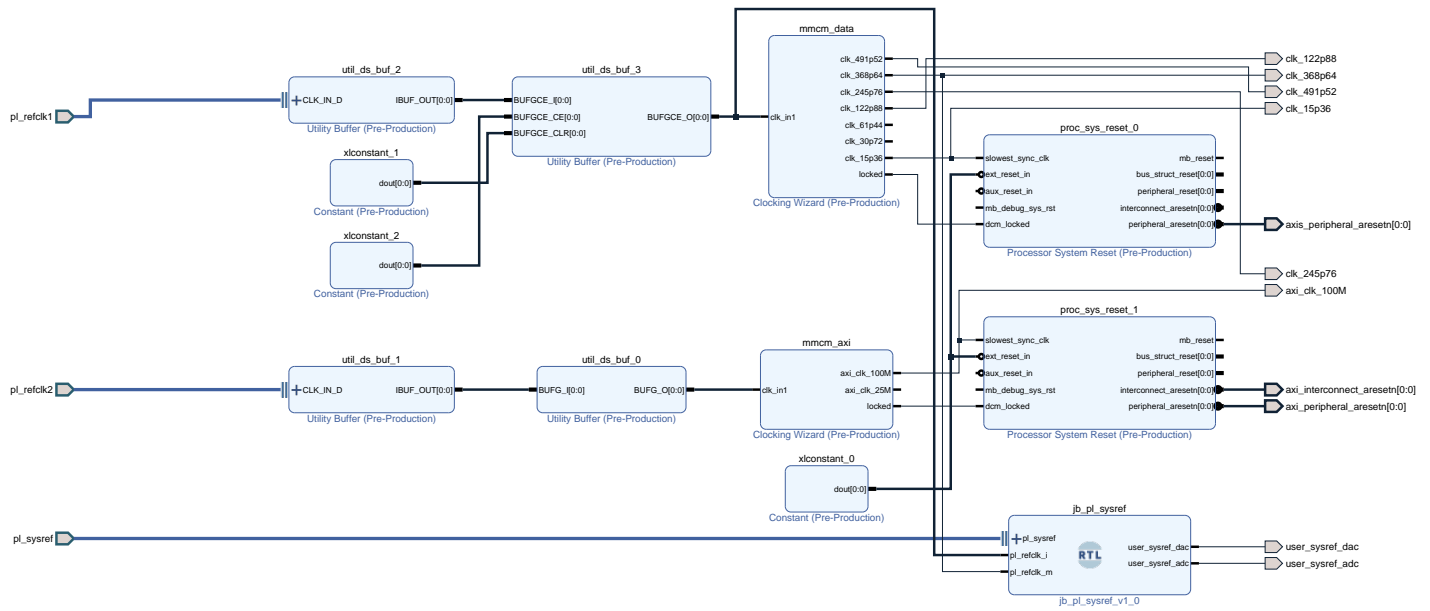 pl_refclk1
util_ds_buf_2
CLK_IN_D
IBUF_OUT[0:0]
Utility Buffer (Pre-Production)
xlconstant_1
dout[0:0]
Constant (Pre-Production)
xlconstant_2
dout[0:0]
Constant (Pre-Production)
util_ds_buf_3
BUFGCE_I[0:0]
BUFGCE_CE[0:0]
BUFGCE_CLR[0:0]
BUFGCE_O[0:0]
Utility Buffer (Pre-Production)
mmcm_data
clk_in1
clk_491p52
clk_368p64
clk_245p76
clk_122p88
clk_61p44
clk_30p72
clk_15p36
locked
Clocking Wizard (Pre-Production)
proc_sys_reset_0
slowest_sync_clk
ext_reset_in
aux_reset_in
mb_debug_sys_rst
dcm_locked
mb_reset
bus_struct_reset[0:0]
peripheral_reset[0:0]
interconnect_aresetn[0:0]
peripheral_aresetn[0:0]
Processor System Reset (Pre-Production)
clk_122p88
clk_368p64
clk_491p52
clk_15p36
axis_peripheral_aresetn[0:0]
clk_245p76
axi_clk_100M
pl_refclk2
util_ds_buf_1
CLK_IN_D
IBUF_OUT[0:0]
Utility Buffer (Pre-Production)
util_ds_buf_0
BUFG_I[0:0]
BUFG_O[0:0]
Utility Buffer (Pre-Production)
mmcm_axi
clk_in1
axi_clk_100M
axi_clk_25M
locked
Clocking Wizard (Pre-Production)
proc_sys_reset_1
slowest_sync_clk
ext_reset_in
aux_reset_in
mb_debug_sys_rst
dcm_locked
mb_reset
bus_struct_reset[0:0]
peripheral_reset[0:0]
interconnect_aresetn[0:0]
peripheral_aresetn[0:0]
Processor System Reset (Pre-Production)
axi_interconnect_aresetn[0:0]
axi_peripheral_aresetn[0:0]
xlconstant_0
dout[0:0]
Constant (Pre-Production)
pl_sysref
jb_pl_sysref
pl_sysref
pl_refclk_i
pl_refclk_m
RTL
user_sysref_dac
user_sysref_adc
jb_pl_sysref_v1_0
user_sysref_dac
user_sysref_adc